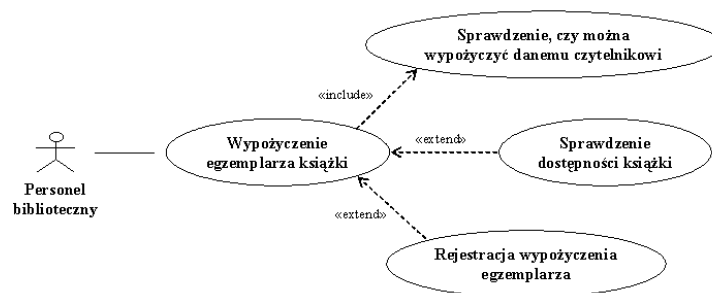 Sprawdzenie, czy można
wypożyczyć danemu czytelnikowi
«include»
Wypożyczenie
egzemplarza książki
«extend»
Sprawdzenie
dostępności książki
Personel
biblioteczny
«extend»
Rejestracja wypożyczenia
egzemplarza